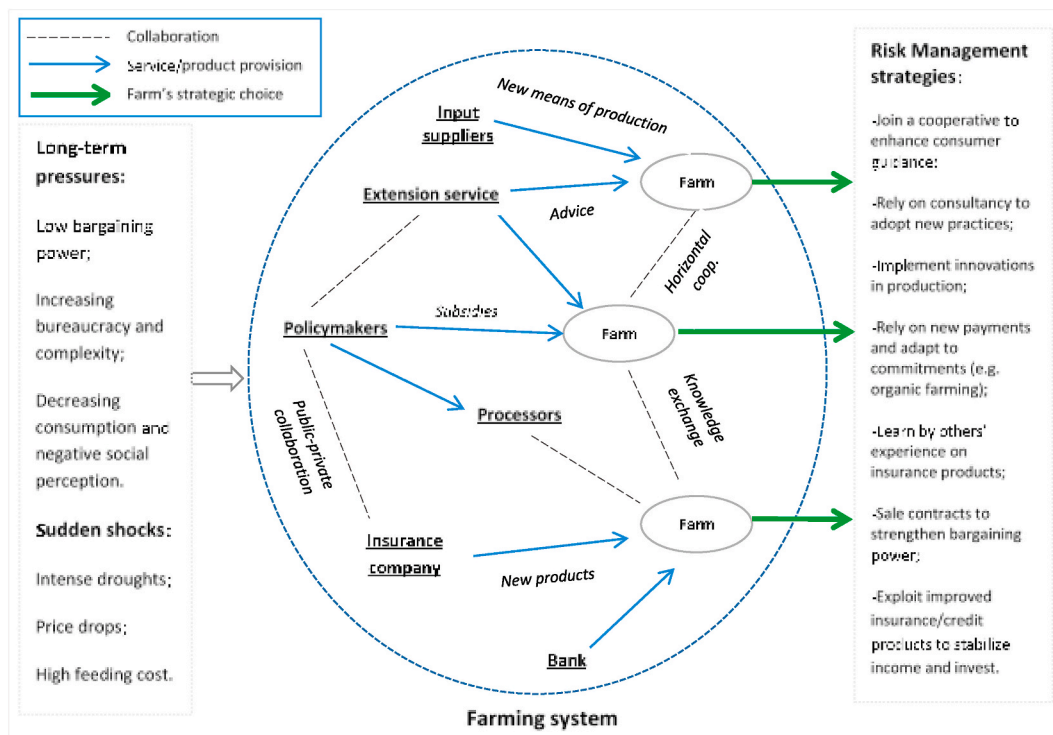 Collaboration
Service/product provision
Farm's strategic choice
Long-term
pressures:
Low bargaining
power;
Increasing
bureaucracy and
complexity;
Decreasing
consumption and
negative social
perception.
Sudden shocks:
Intense droughts;
Price drops;
High feeding cost.
New means of production
Input
suppliers
Farm
Extension service
Advice
Horizontal
coop.
Subsidies
Policymakers
Farm
Knowledge
exchange
Processors
Public-private
collaboration
Farm
Insurance
company
New products
Bank
Farming system
Risk Management
strategies:
-Join a cooperative to
enhance consumer
guidance;
-Rely on consultancy to
adopt new practices;
-Implement innovations
in production;
-Rely on new payments
and adapt to
commitments (e.g.
organic farming);
-Learn by others'
experience on
insurance products;
-Sale contracts to
strengthen bargaining
power;
-Exploit improved
insurance/credit
products to stabilize
income and invest.